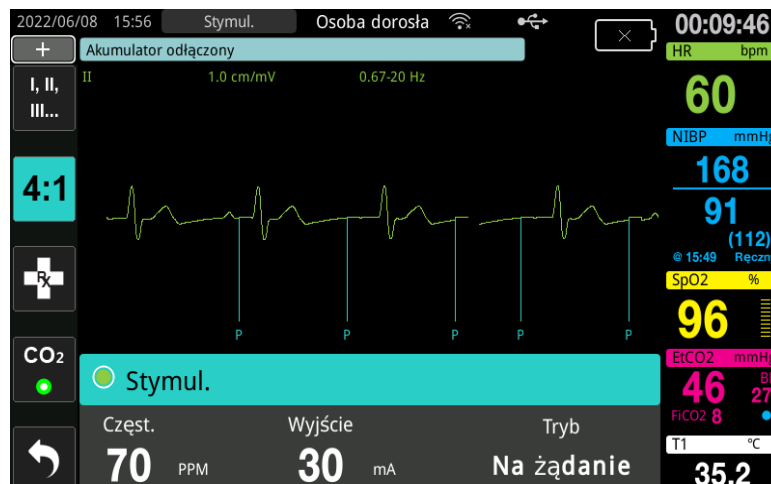 2022/06/08 15:56 Stymul. Osoba dorosła 00:09:46
+ Akumulator odłączony
HR bpm
60
I, II,
III...
II 1.0 cm/mV 0.67-20 Hz
NIBP
168
91
(112)
@ 15:49
4:1
Rx
SpO2 %
96
P P P P P
CO2
EtCO2
46
27
FiCO2 8
Stymul.
Częst. Wyjście Tryb
70 PPM 30 mA Na żądanie
T1 °C
35.2